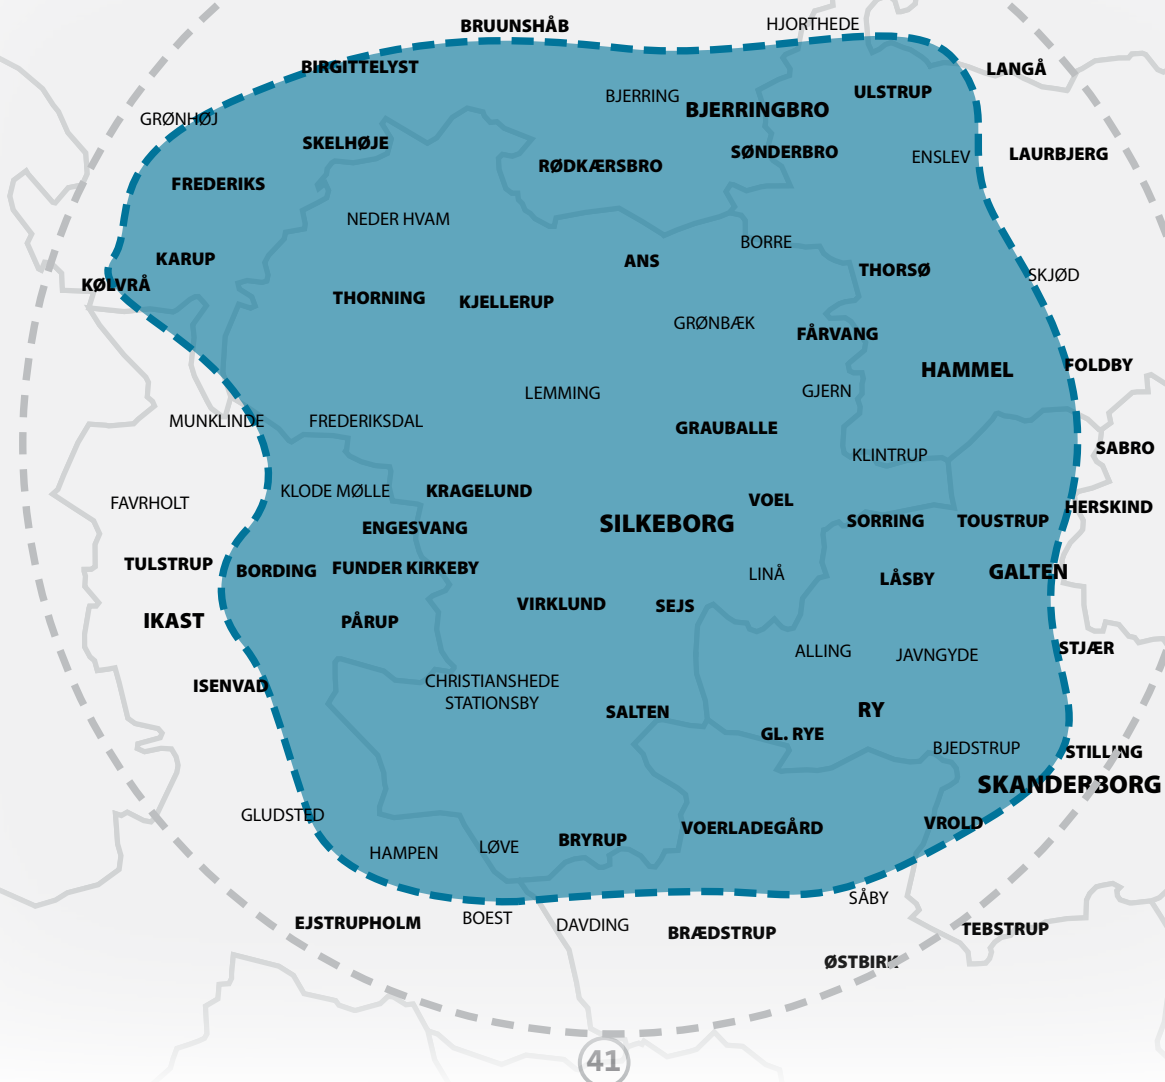 BRUUNSHÅB
HJORTHEDE
BIRGITTELYST
LANGÅ
BJERRING
ULSTRUP
BJERRINGBRO
GRØNHØJ
SKELHØJE
RØDKÆRSBRO
SØNDERBRO
ENSLEV
LAURBJERG
FREDERIKS
NEDER HVAM
BORRE
KARUP
ANS
THORSØ
SKJØD
KØLVRÅ
THORNING
KJELLERUP
GRØNBÆK
FÅRVANG
HAMMEL
FOLDBY
LEMMING
GJERN
MUNKLINDE
FREDERIKSDAL
GRAUBALLE
SABRO
KLINTRUP
FAVRHOLT
KLODE MØLLE
KRAGELUND
VOEL
HERSKIND
ENGESVANG
SILKEBORG
SORRING
TOUSTRUP
TULSTRUP
BORDING
FUNDER KIRKEBY
LINÅ
LÅSBY
GALTEN
IKAST
PÅRUP
VIRKLUND
SEJS
ALLING
JAVNGYDE
STJÆR
ISENVAD
CHRISTIANSHEDE
STATIONSBY
SALTEN
RY
GL. RYE
BJEDSTRUP
STILLING
SKANDERBORG
GLUDSTED
VOERLADEGÅRD
VROLD
HAMPEN
LØVE
BRYRUP
SÅBY
EJSTRUPHOLM
BOEST
DAVDING
BRÆDSTRUP
TEBSTRUP
ØSTBIRK
41